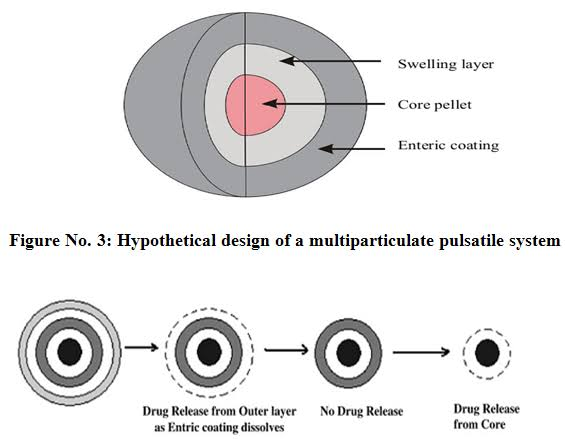 Swelling layer
Core pellet
Enteric coating
Figure No. 3: Hypothetical design of a multiparticulate pulsatile system
Drug Release from Outer layer
as Entric coating dissolves
No Drug Release
Drug Release
from Core